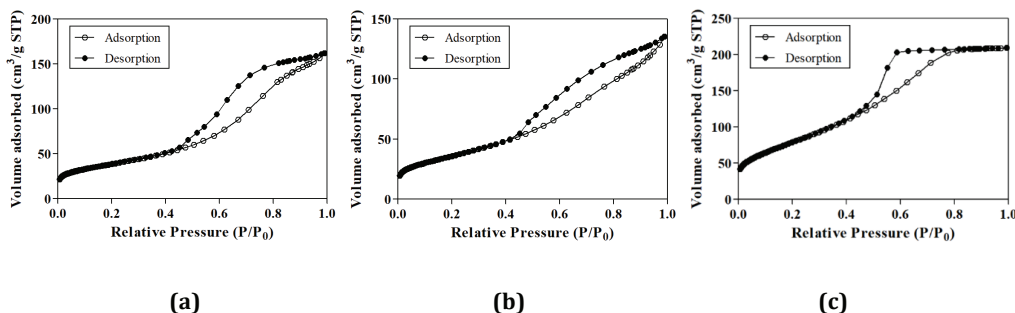 Volume adsorbed (cm³/g STP)
200
150
100
50
0
Adsorption
Desorption
0.0 0.2 0.4 0.6 0.8 1.0
Relative Pressure (P/P₀)
(a)
Volume adsorbed (cm³/g STP)
150
100
50
0
Adsorption
Desorption
0.0 0.2 0.4 0.6 0.8 1.0
Relative Pressure (P/P₀)
(b)
Volume adsorbed (cm³/g STP)
250
200
150
100
50
0
Adsorption
Desorption
0.0 0.2 0.4 0.6 0.8 1.0
Relative Pressure (P/P₀)
(c)